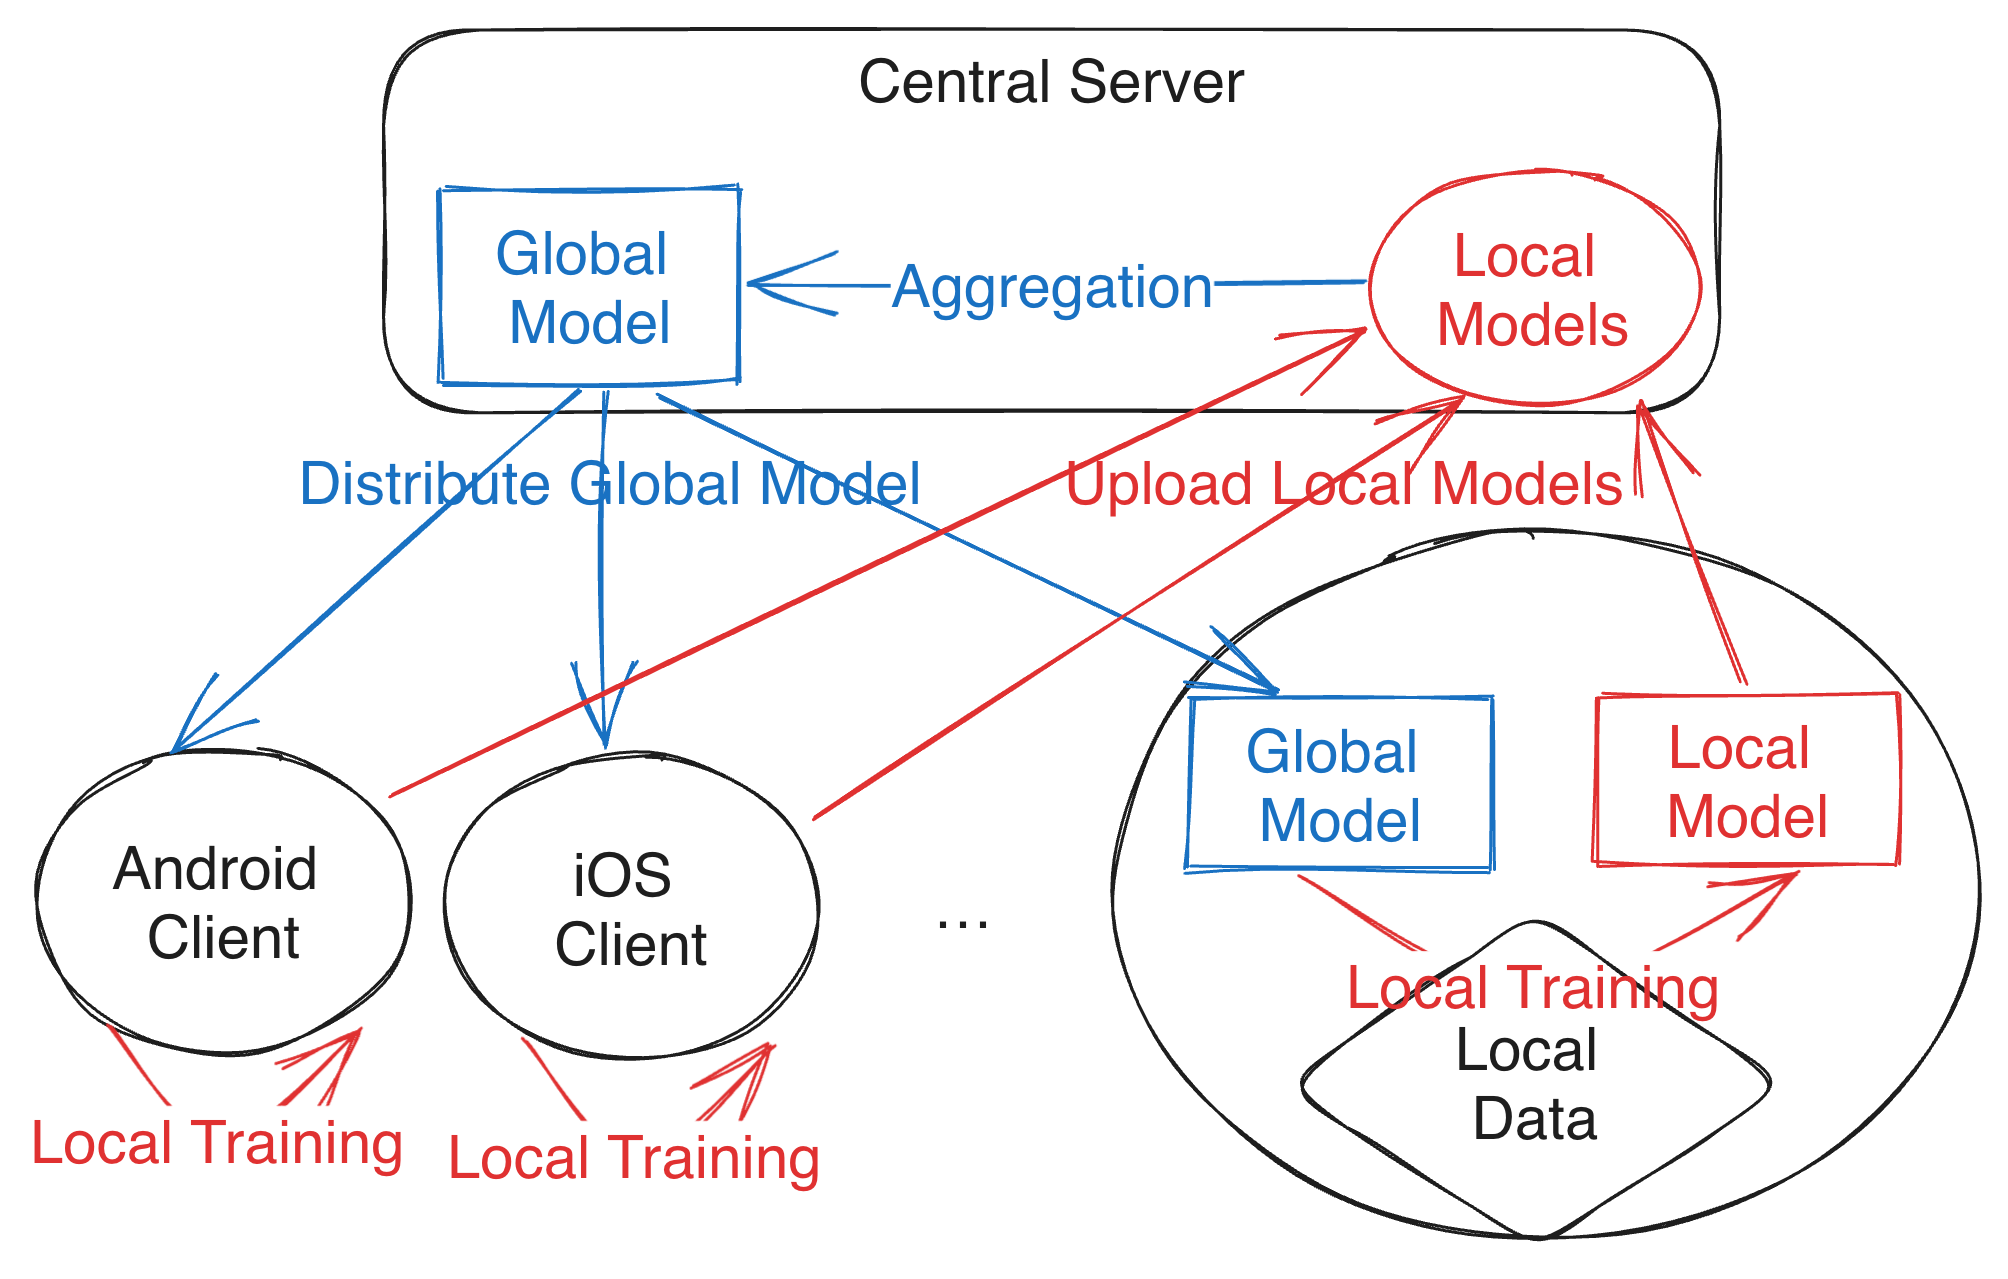 Central Server
Global
Model
Aggregation
Local
Models
Distribute Global Model
Upload Local Models
Android
Client
iOS
Client
...
Global
Model
Local
Model
Local Training
Local
Data
Local Training
Local Training